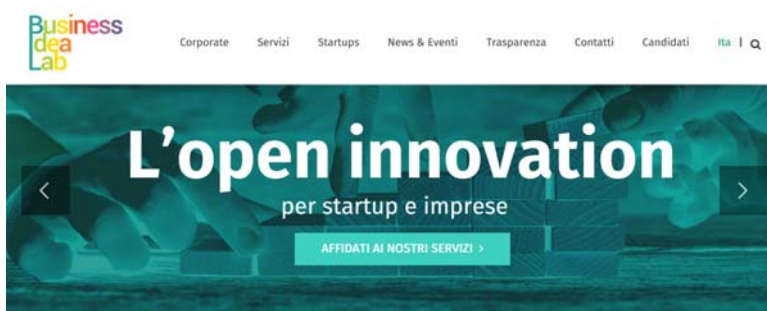 Business
idea
Lab
Corporate Servizi Startups News & Eventi Trasparenza Contatti Candidati Ita |
L'open innovation
per startup e imprese
AFFIDATI AI NOSTRI SERVIZI >